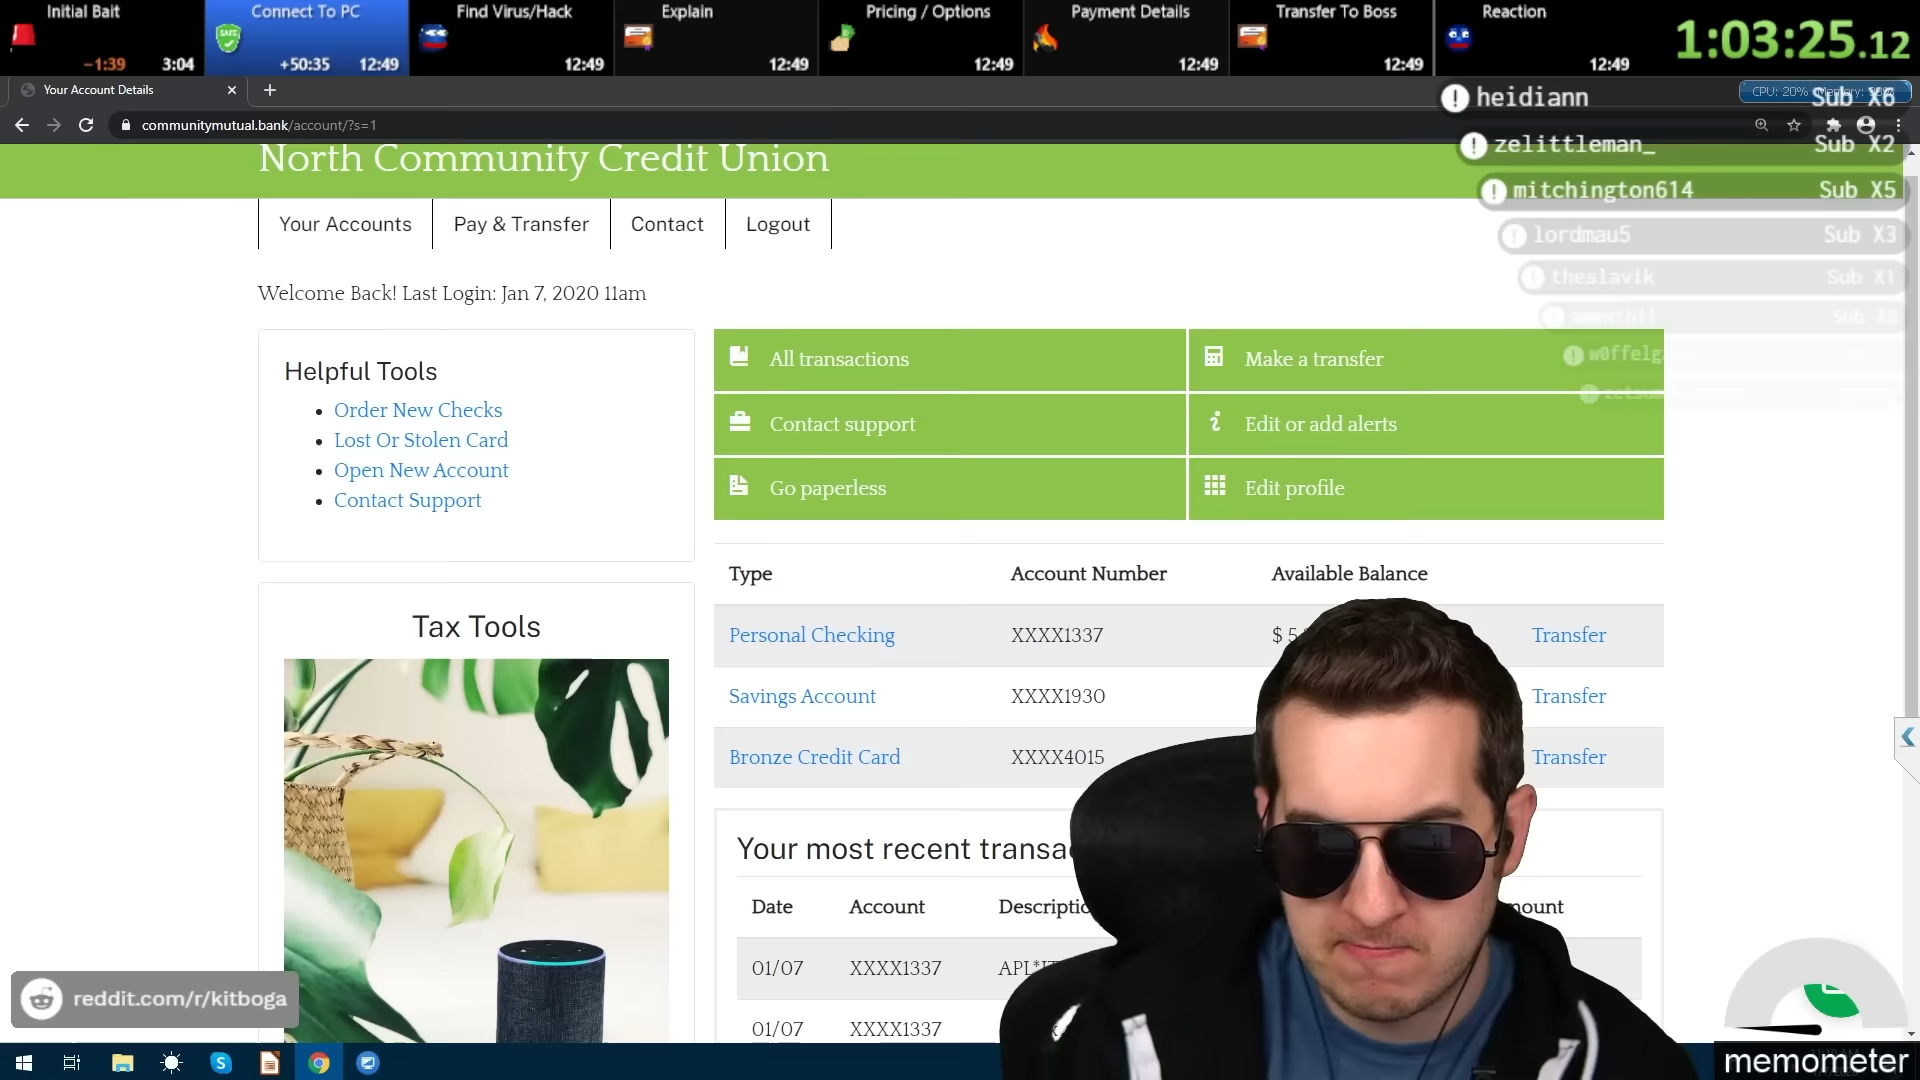 Initial Bait
-1:39 3:04
Connect To PC
SAFE
+50:35 12:49
Find Virus/Hack
12:49
Explain
12:49
Pricing / Options
12:49
Payment Details
12:49
Transfer To Boss
12:49
Reaction
12:49
1:03:25.12
Your Account Details
CPU: 20%
communitymutual.bank/account/?s=1
heidiann Sub X6
zelittleman_ Sub X2
mitchington614 Sub X5
lordmau5 Sub X3
theslavik Sub X1
North Community Credit Union
Your Accounts
Pay & Transfer
Contact
Logout
Welcome Back! Last Login: Jan 7, 2020 11am
Helpful Tools
Order New Checks
Lost Or Stolen Card
Open New Account
Contact Support
Tax Tools
All transactions
Make a transfer
Contact support
Edit or add alerts
Go paperless
Edit profile
Type Account Number Available Balance
Personal Checking XXXX1337 $ 5 Transfer
Savings Account XXXX1930 Transfer
Bronze Credit Card XXXX4015 Transfer
Your most recent
Date Account
01/07 XXXX1337
01/07 XXXX1337
reddit.com/r/kitboga
memometer